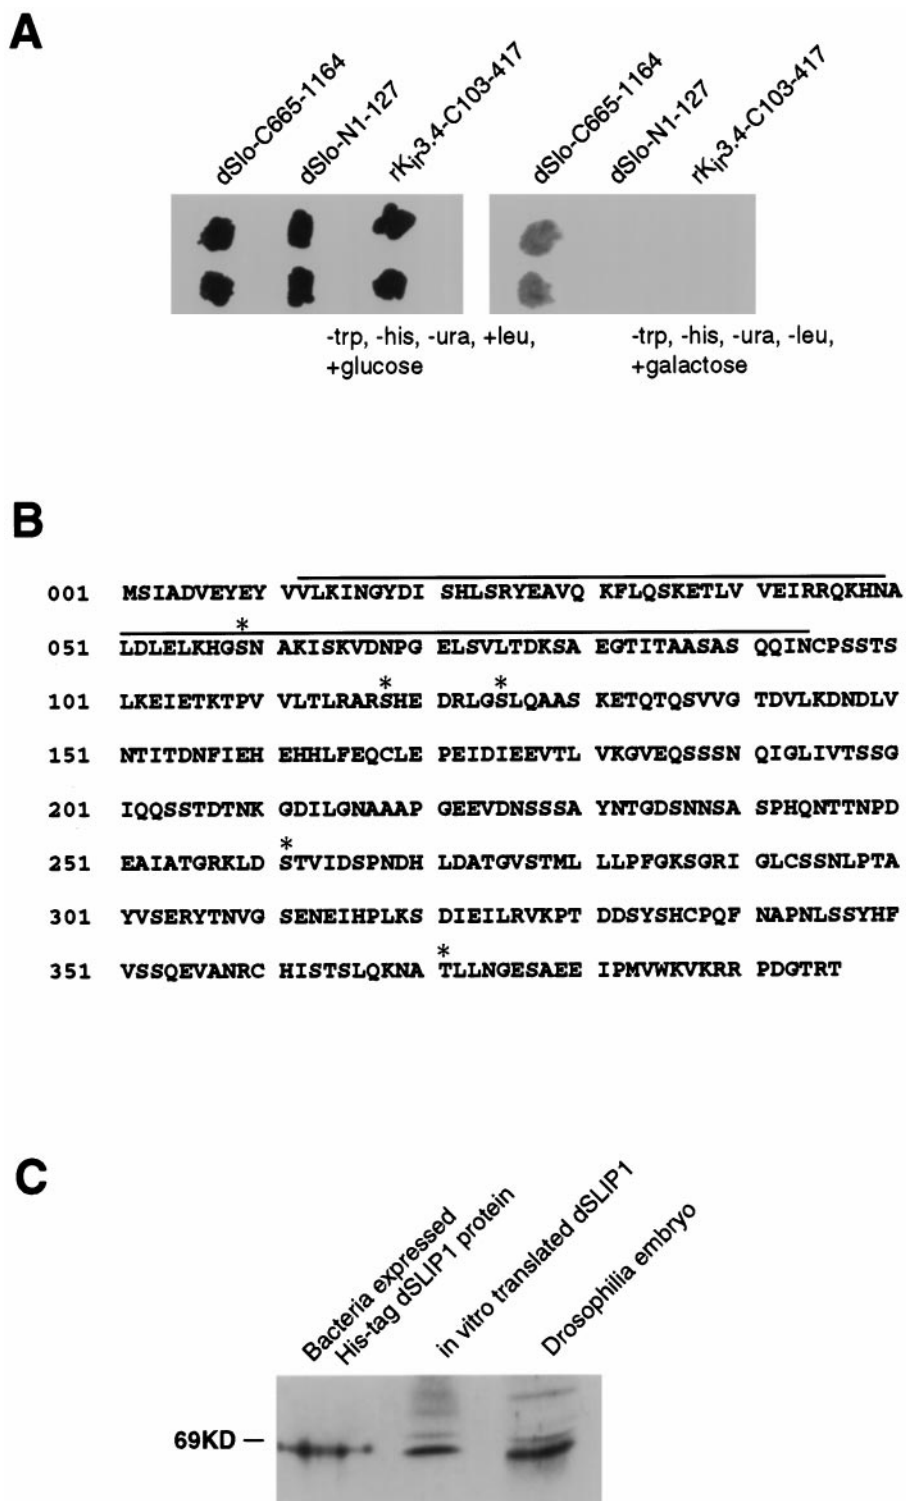 A
dSlo-C665-1164
dSlo-N1-127
rKir3.4-C103-417
dSlo-C665-1164
dSlo-N1-127
rKir3.4-C103-417
-trp, -his, -ura, +leu,
+glucose
-trp, -his, -ura, -leu,
+galactose
B
001 MSIADVEYEY VVLKINGYDI SHLSRYEAVQ KFLQSKETLV VEIRRQKHNA
*
051 LDLELKHGSN AKISKVDNPG ELSVLTDKSA EGTITAASAS QQINCPSSTS
* *
101 LKEIETKTPV VLTLRARSHE DRLGSLQAAS KETQTQSVVG TDVLKDNDLV
151 NTITDNFIEH EHHLFEQCLE PEIDIEEVTL VKGVEQSSSN QIGLIVTSSG
201 IQQSSTDTNK GDILGNAAAP GEEVDNSSSA YNTGDSNNSA SPHQNTTNPD
*
251 EAIATGRKLD STVIDSPNDH LDATGVSTML LLPFGKSGRI GLCSSNLPTA
301 YVSERYTNVG SENEIHPLKS DIEILRVKPT DDSYSHCPQF NAPNLSSYHF
*
351 VSSQEVANRC HISTSLQKNA TLLNGESAEE IPMVWKVKRR PDGTRT
C
Bacteria expressed
His-tag dSLIP1 protein
in vitro translated dSLIP1
Drosophilia embryo
69KD